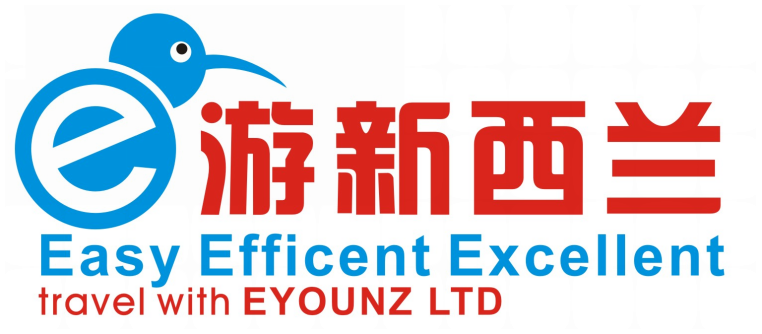 e游新西兰
Easy Efficent Excellent
travel with EYOUNZ LTD